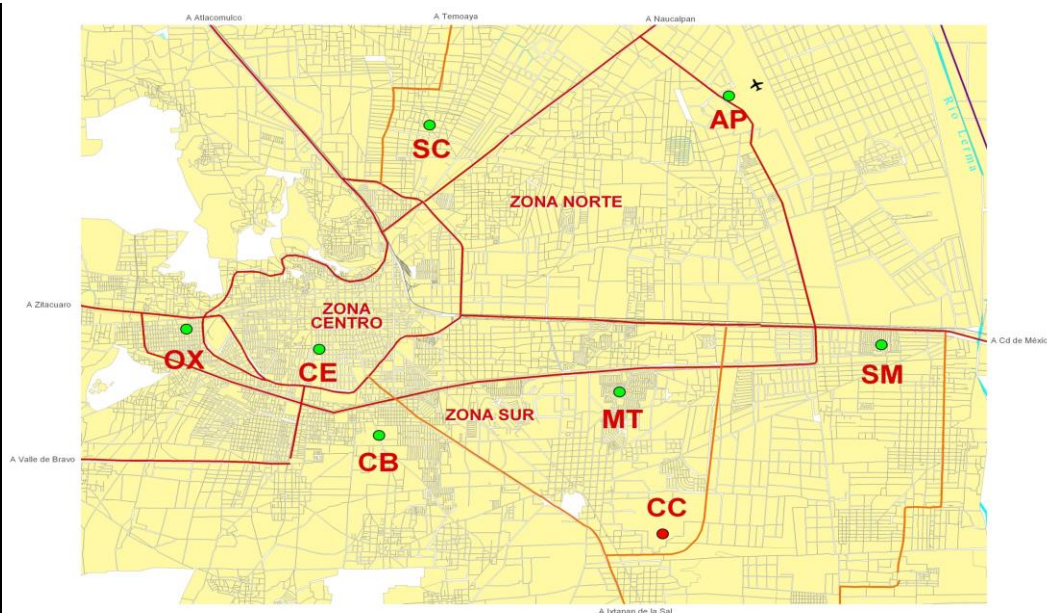 A Atlacomulco
A Temoaya
A Naucalpan
AP
Río Lerma
SC
ZONA NORTE
A Zitacuaro
ZONA
CENTRO
A Cd de Méxic
OX
CE
SM
ZONA SUR
MT
A Valle de Bravo
CB
CC
A Ixtapan de la Sal